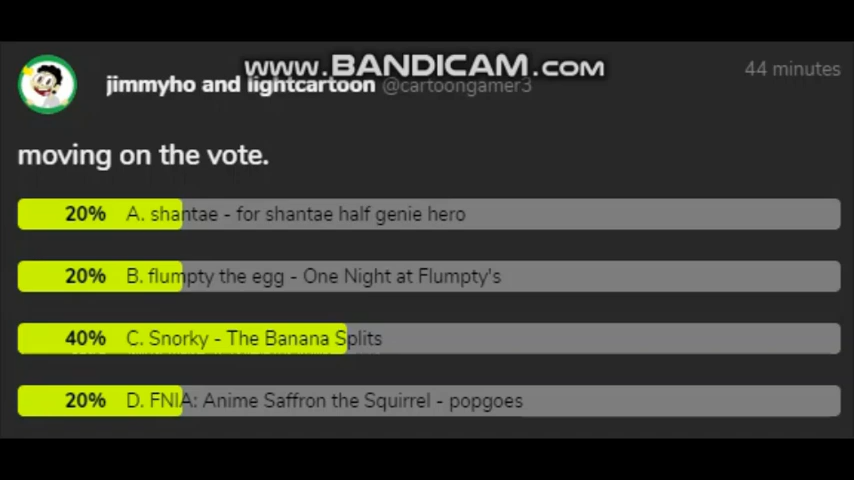 www.BANDICAM.com
jimmyho and lightcartoon @cartoongamer3 44 minutes
moving on the vote.
20% A. shantae - for shantae half genie hero
20% B. flumpty the egg - One Night at Flumpty's
40% C. Snorky - The Banana Splits
20% D. FNIA: Anime Saffron the Squirrel - popgoes